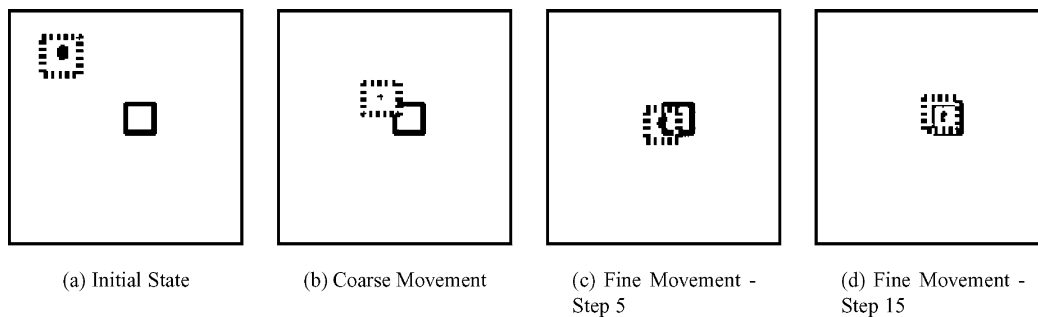 (a) Initial State
(b) Coarse Movement
(c) Fine Movement -
Step 5
(d) Fine Movement -
Step 15